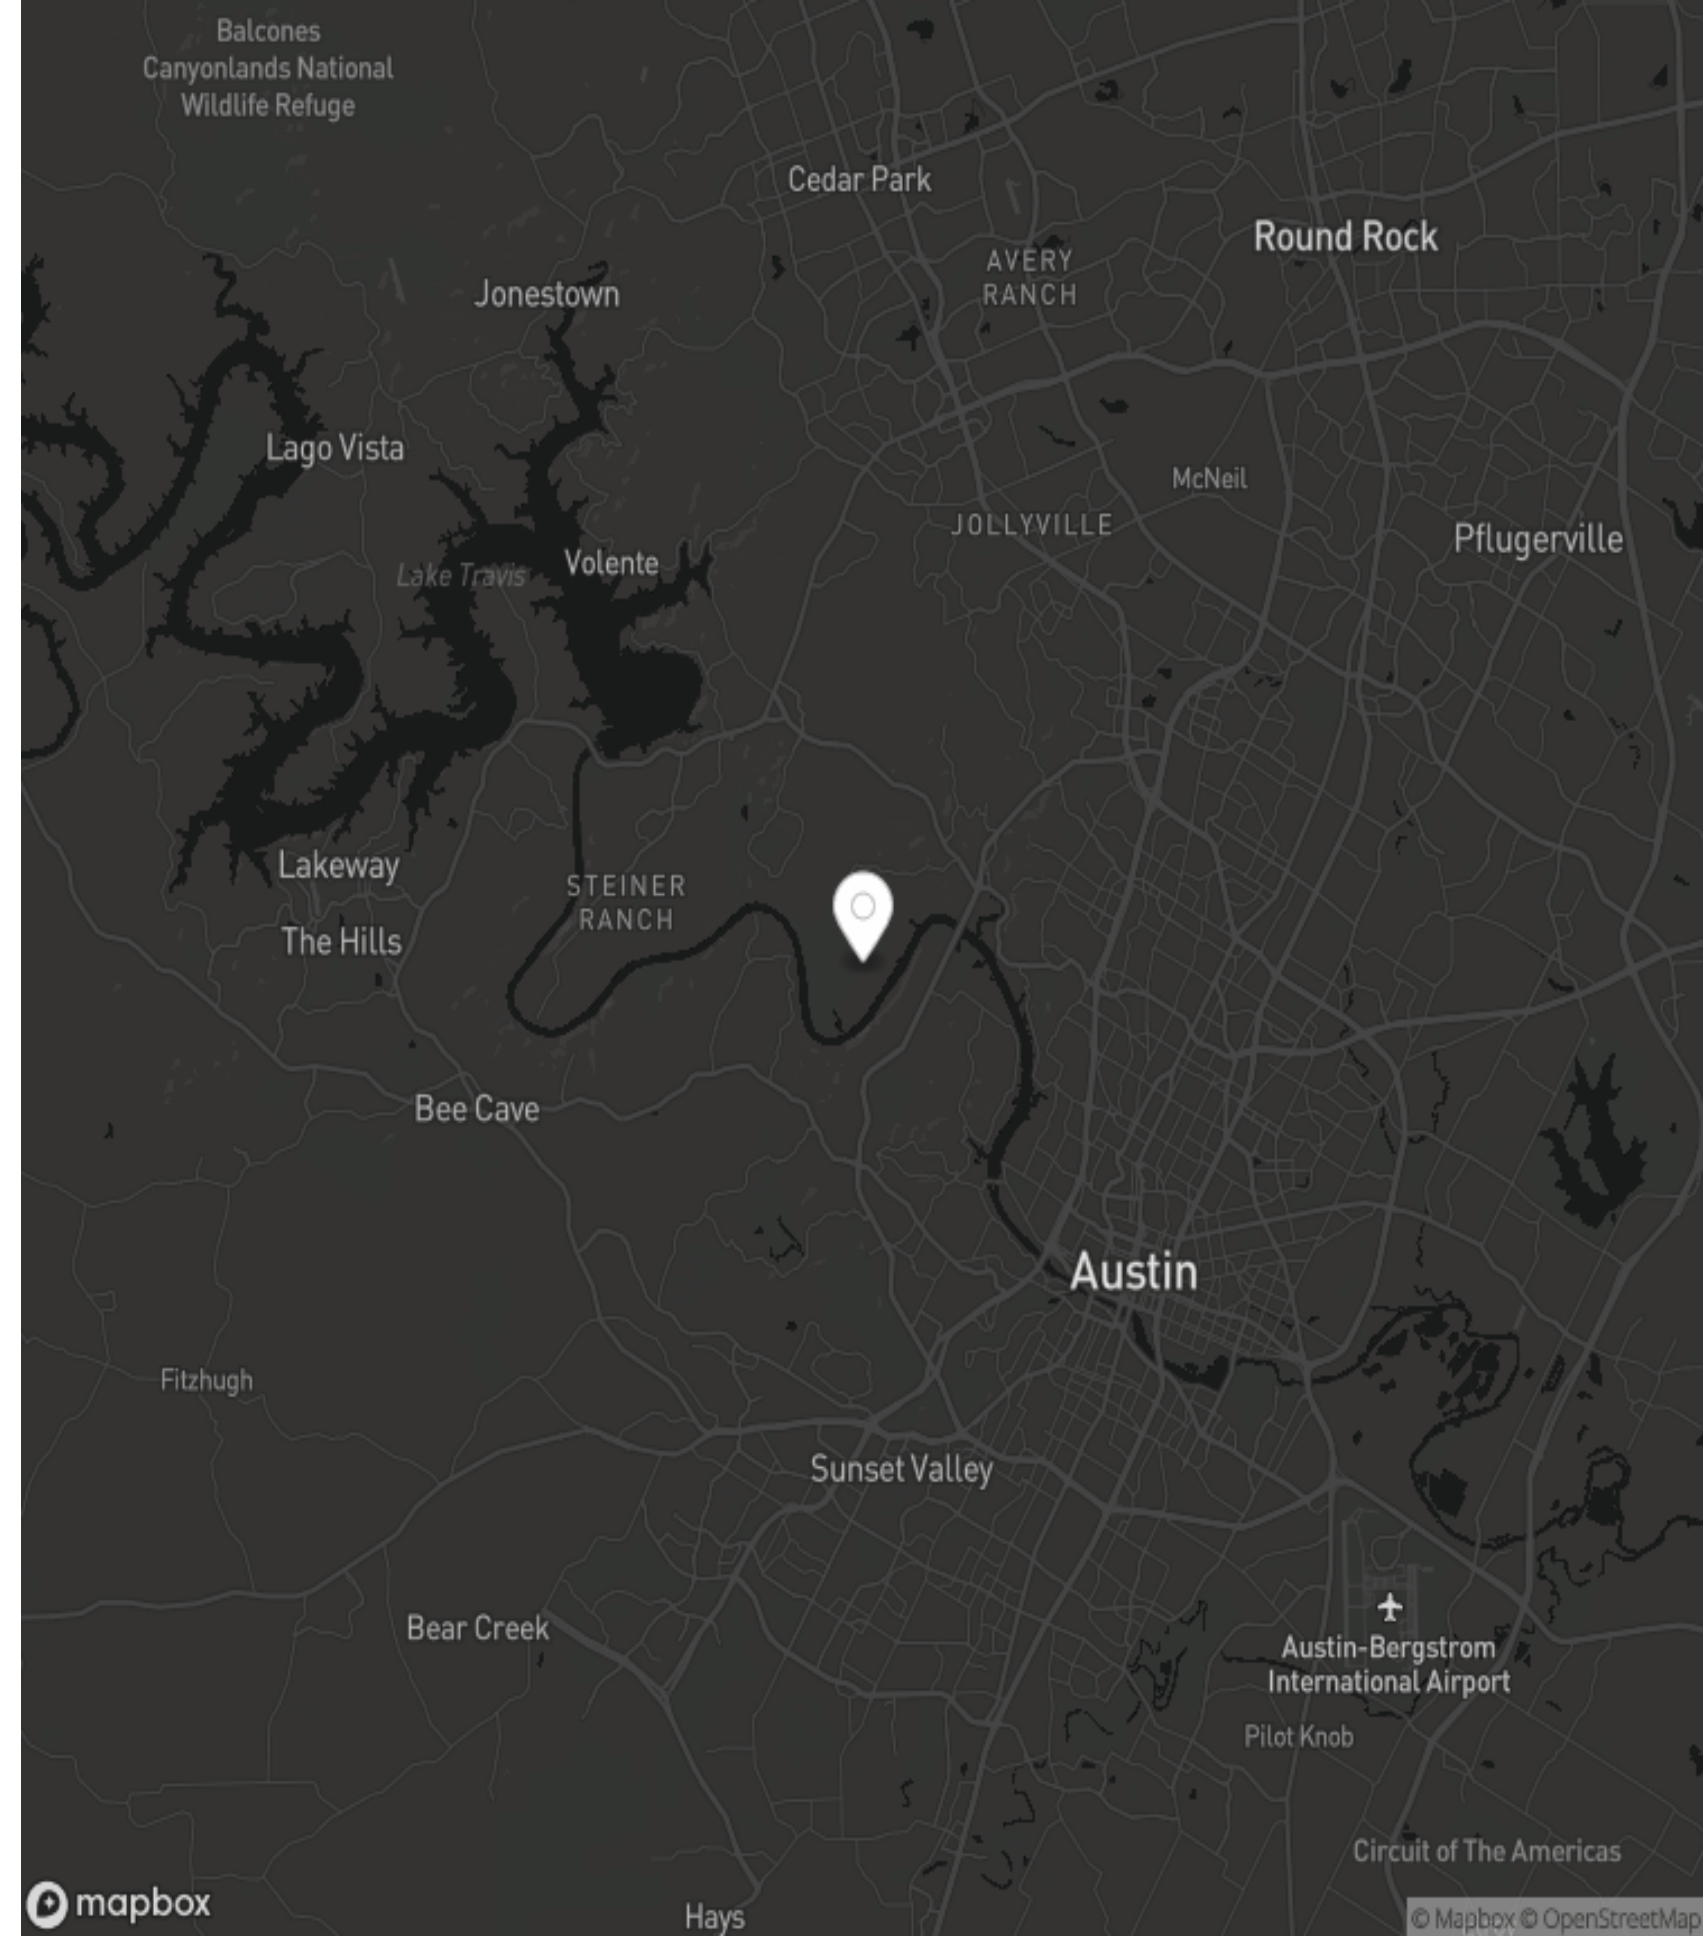 Balcones
Canyonlands National
Wildlife Refuge
Cedar Park
Round Rock
AVERY
RANCH
Jonestown
Lago Vista
McNeil
JOLLYVILLE
Pflugerville
Volente
Lake Travis
Lakeway
STEINER
RANCH
The Hills
Bee Cave
Austin
Fitzhugh
Sunset Valley
Bear Creek
Austin-Bergstrom
International Airport
Pilot Knob
Circuit of The Americas
mapbox
Hays
© Mapbox © OpenStreetMap